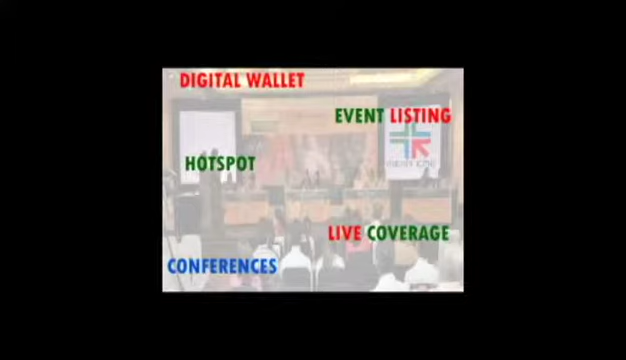 DIGITAL WALLET
EVENT LISTING
HOTSPOT
LIVE COVERAGE
CONFERENCES